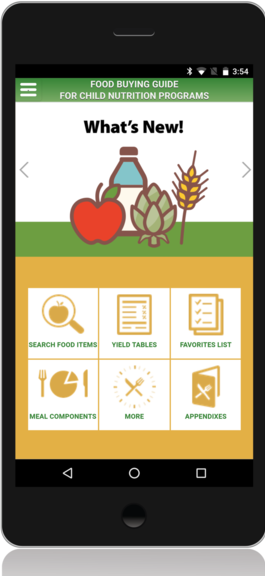 3:54
FOOD BUYING GUIDE
FOR CHILD NUTRITION PROGRAMS
What's New!
SEARCH FOOD ITEMS
YIELD TABLES
FAVORITES LIST
MEAL COMPONENTS
MORE
APPENDIXES